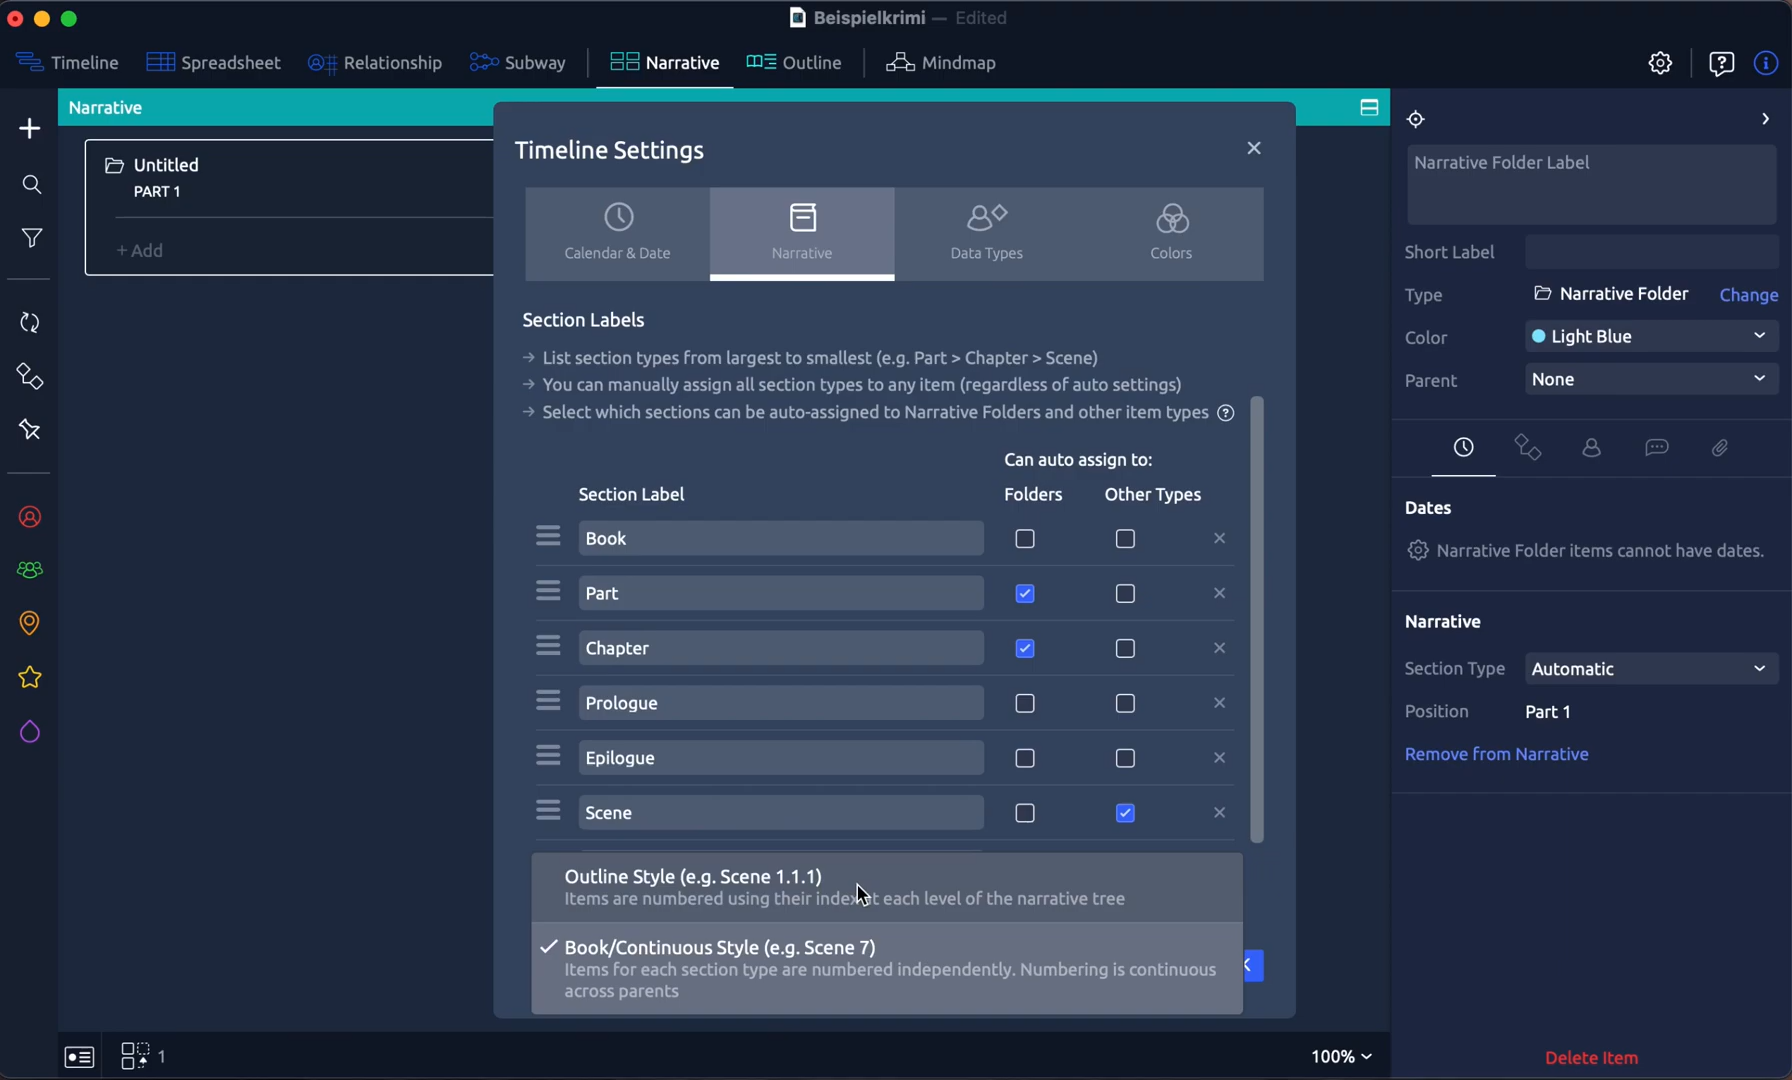 Beispielkrimi — Edited
Timeline
Spreadsheet
Relationship
Subway
Narrative
Outline
Mindmap
Narrative
Untitled
PART 1
+ Add
Timeline Settings
Calendar & Date
Narrative
Data Types
Colors
Section Labels
→ List section types from largest to smallest (e.g. Part > Chapter > Scene)
→ You can manually assign all section types to any item (regardless of auto settings)
→ Select which sections can be auto-assigned to Narrative Folders and other item types
Can auto assign to:
Section Label
Folders
Other Types
Book
Part
Chapter
Prologue
Epilogue
Scene
Outline Style (e.g. Scene 1.1.1)
Items are numbered using their index at each level of the narrative tree
Book/Continuous Style (e.g. Scene 7)
Items for each section type are numbered independently. Numbering is continuous
across parents
Narrative Folder Label
Short Label
Type
Narrative Folder
Change
Color
Light Blue
Parent
None
Dates
Narrative Folder items cannot have dates.
Narrative
Section Type
Automatic
Position
Part 1
Remove from Narrative
1
100%
Delete Item